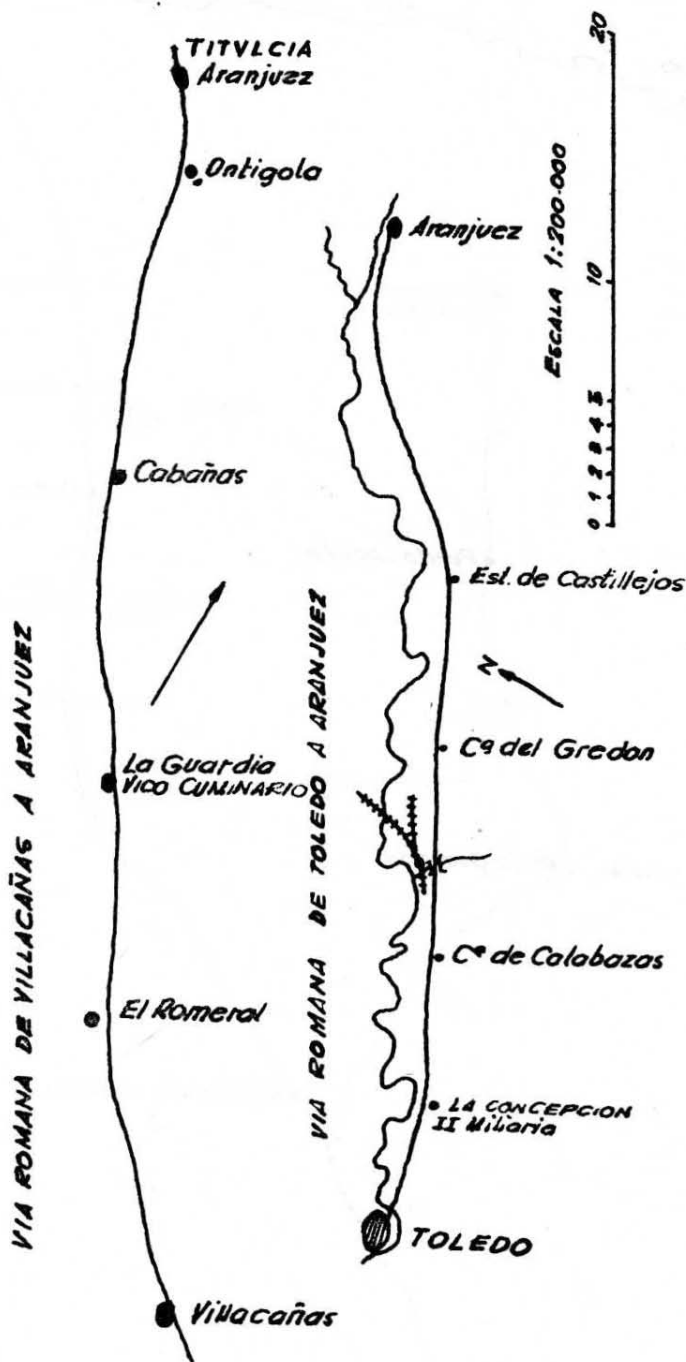 VIA ROMANA DE VILLACAÑAS A ARANJUEZ
TITVLCIA
Aranjuez
Ontigola
Cabañas
La Guardia
VICO CUMINARIO
El Romeral
Villacañas
VIA ROMANA DE TOLEDO A ARANJUEZ
Aranjuez
Est. de Castillejos
N
Cª del Gredon
Cª de Calabazas
LA CONCEPCION
II Miliaria
TOLEDO
ESCALA 1:200.000
0 1 2 3 4 5 10 20